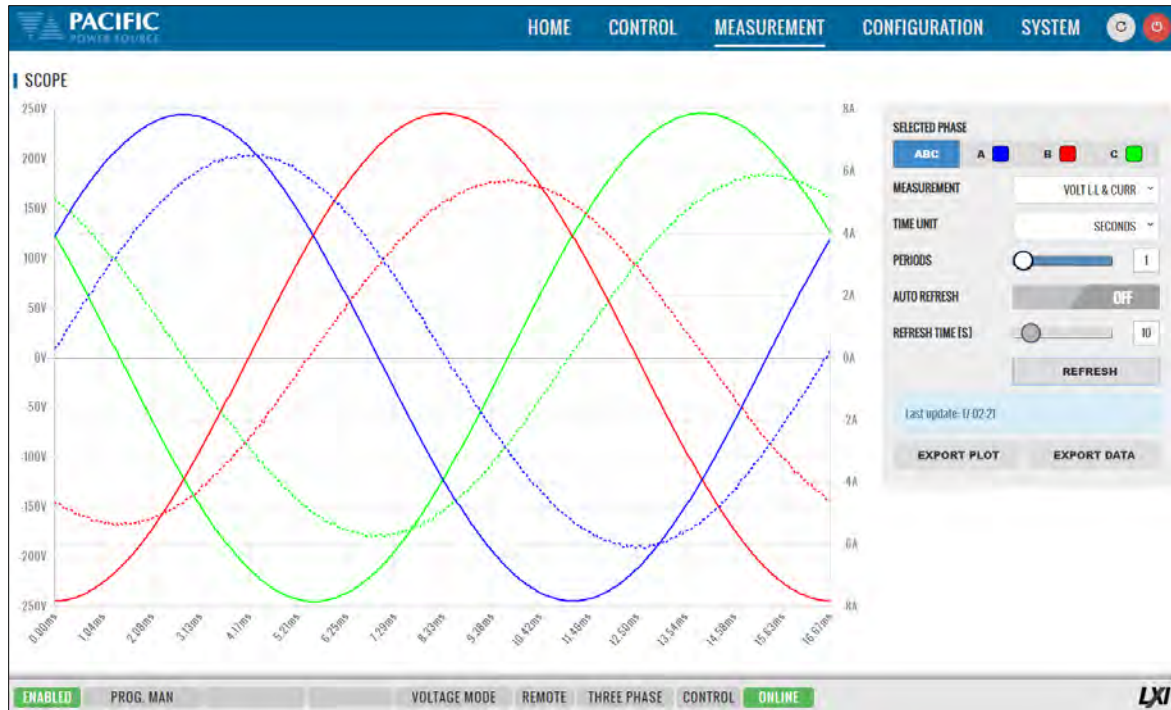 PACIFIC
POWER SOURCE
HOME CONTROL MEASUREMENT CONFIGURATION SYSTEM
SCOPE
250V
200V
150V
100V
50V
0V
-50V
-100V
-150V
-200V
-250V
8A
6A
4A
2A
0A
-2A
-4A
-6A
-8A
0.00ms 1.04ms 2.08ms 3.13ms 4.17ms 5.21ms 6.25ms 7.29ms 8.33ms 9.38ms 10.42ms 11.46ms 12.50ms 13.54ms 14.58ms 15.63ms 16.67ms
SELECTED PHASE
ABC A B C
MEASUREMENT VOLT LL & CURR
TIME UNIT SECONDS
PERIODS 1
AUTO REFRESH OFF
REFRESH TIME [S] 10
REFRESH
Last update:
EXPORT PLOT EXPORT DATA
ENABLED PROG. MAN VOLTAGE MODE REMOTE THREE PHASE CONTROL ONLINE
LXI